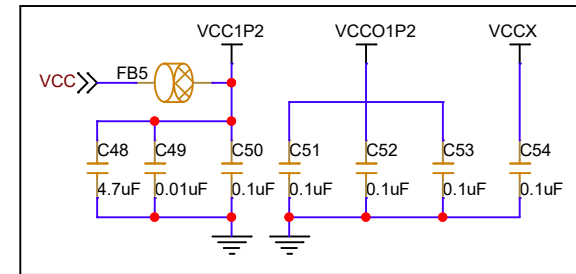 VCC1P2 VCCO1P2 VCCX
VCC FB5
C48 C49 C50 C51 C52 C53 C54
4.7uF 0.01uF 0.1uF 0.1uF 0.1uF 0.1uF 0.1uF